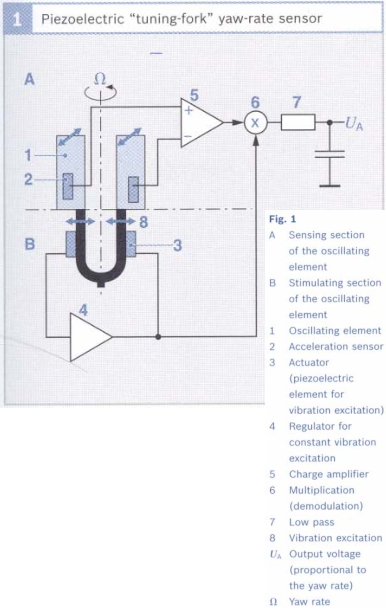 1 Piezoelectric “tuning-fork” yaw-rate sensor
A
Ω
5
6
7
+
−
X
U_A
1
2
8
B
3
4
Fig. 1
A Sensing section
of the oscillating
element
B Stimulating section
of the oscillating
element
1 Oscillating element
2 Acceleration sensor
3 Actuator
(piezoelectric
element for
vibration excitation)
4 Regulator for
constant vibration
excitation
5 Charge amplifier
6 Multiplication
(demodulation)
7 Low pass
8 Vibration excitation
U_A Output voltage
(proportional to
the yaw rate)
Ω Yaw rate